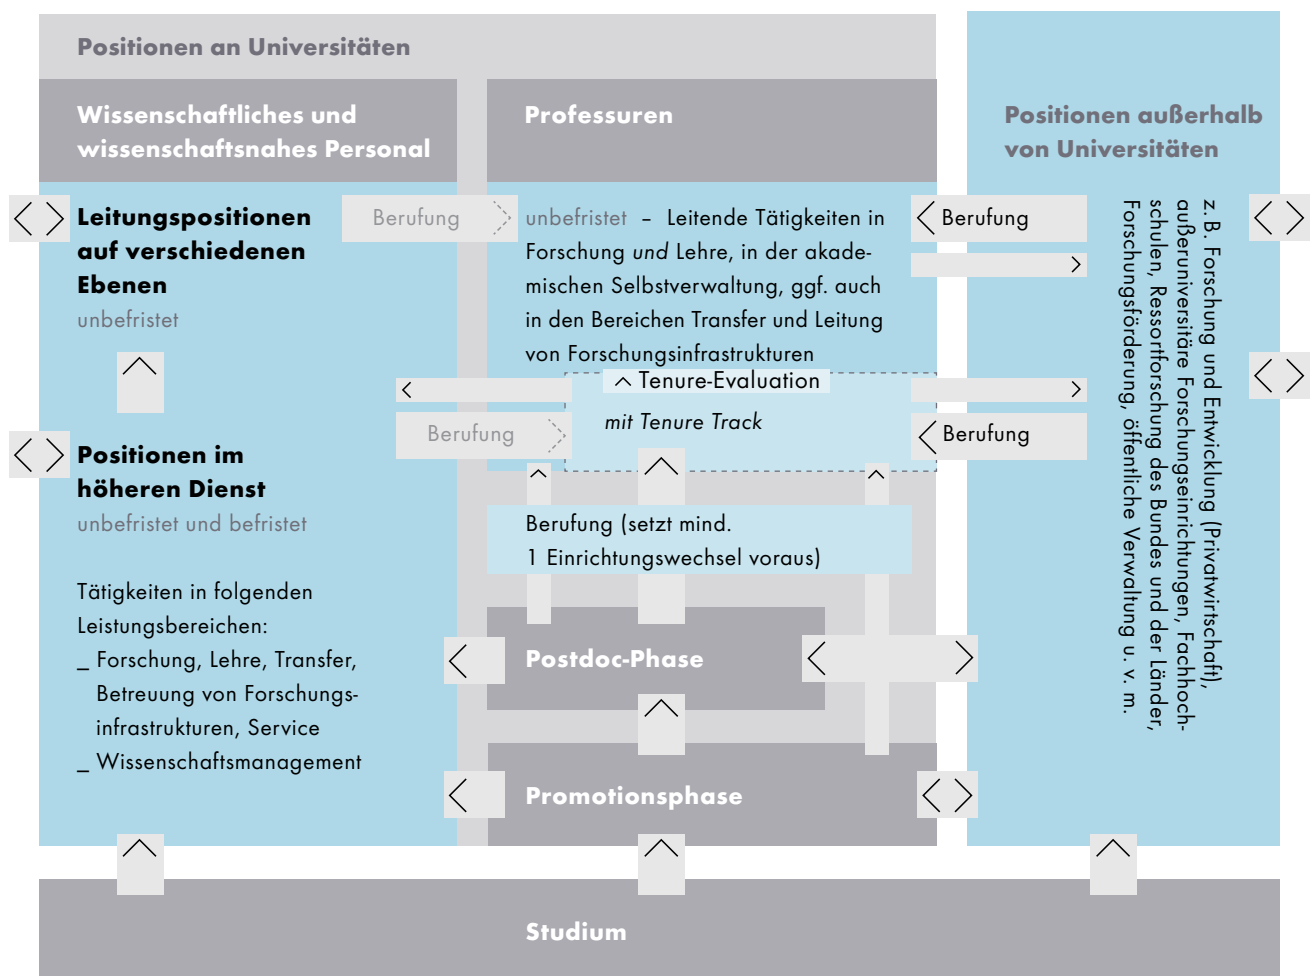 Positionen an Universitäten
Wissenschaftliches und
wissenschaftsnahes Personal
Leitungspositionen
auf verschiedenen
Ebenen
unbefristet
Positionen im
höheren Dienst
unbefristet und befristet
Tätigkeiten in folgenden
Leistungsbereichen:
_ Forschung, Lehre, Transfer,
Betreuung von Forschungs-
infrastrukturen, Service
_ Wissenschaftsmanagement
Berufung
Berufung
Professuren
unbefristet – Leitende Tätigkeiten in
Forschung und Lehre, in der akade-
mischen Selbstverwaltung, ggf. auch
in den Bereichen Transfer und Leitung
von Forschungsinfrastrukturen
Tenure-Evaluation
mit Tenure Track
Berufung (setzt mind.
1 Einrichtungswechsel voraus)
Postdoc-Phase
Promotionsphase
Berufung
Berufung
Positionen außerhalb
von Universitäten
z. B. Forschung und Entwicklung (Privatwirtschaft),
außeruniversitäre Forschungseinrichtungen, Fachhoch-
schulen, Ressortforschung des Bundes und der Länder,
Forschungsförderung, öffentliche Verwaltung u. v. m.
Studium